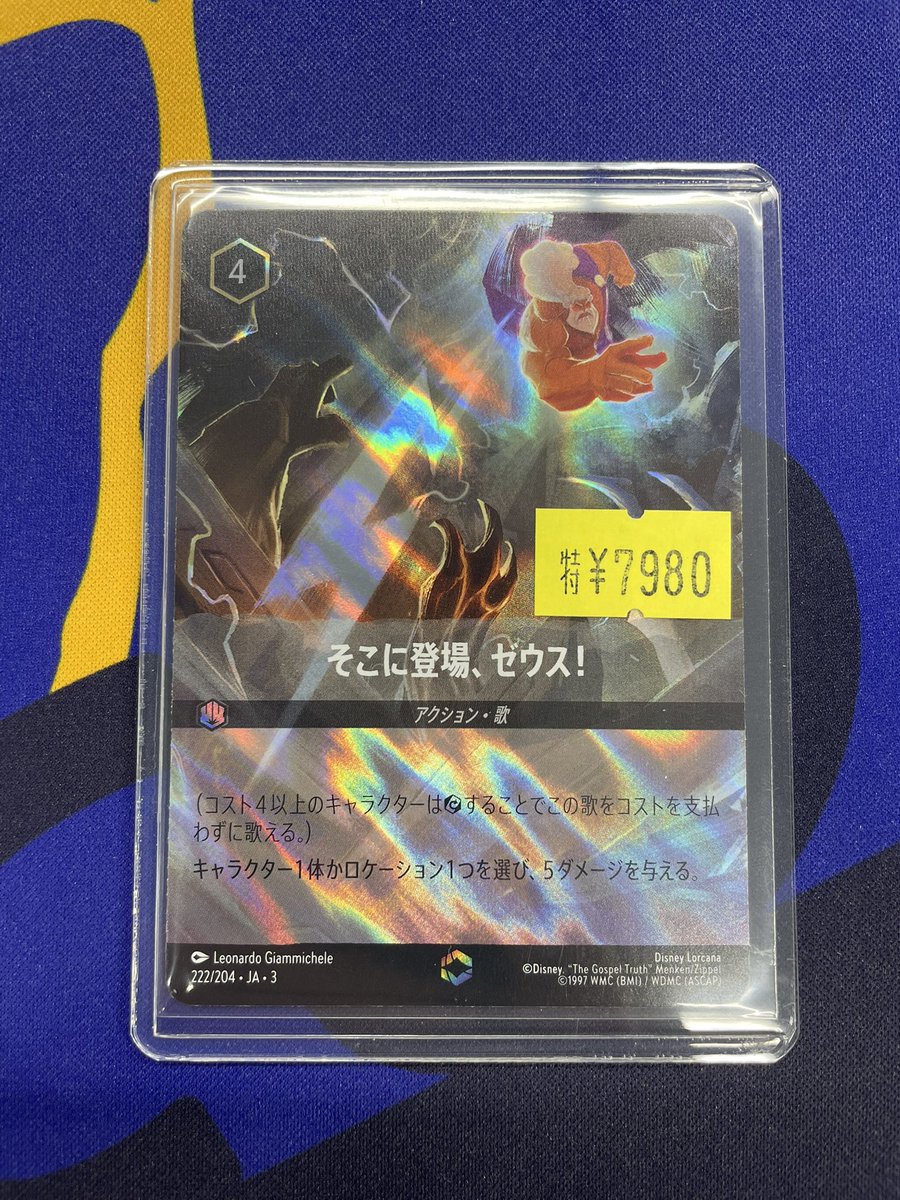 4
特¥7980
そこに登場、ゼウス!
アクション・歌
(コスト4以上のキャラクターはすることでこの歌をコストを支払
わずに歌える。)
キャラクター1体かロケーション1つを選び、5ダメージを与える。
Leonardo Giammichele
222/204・JA・3
Disney Lorcana
©Disney. "The Gospel Truth" Menken/Zippel
©1997 WMC (BMI) / WDMC (ASCAP)